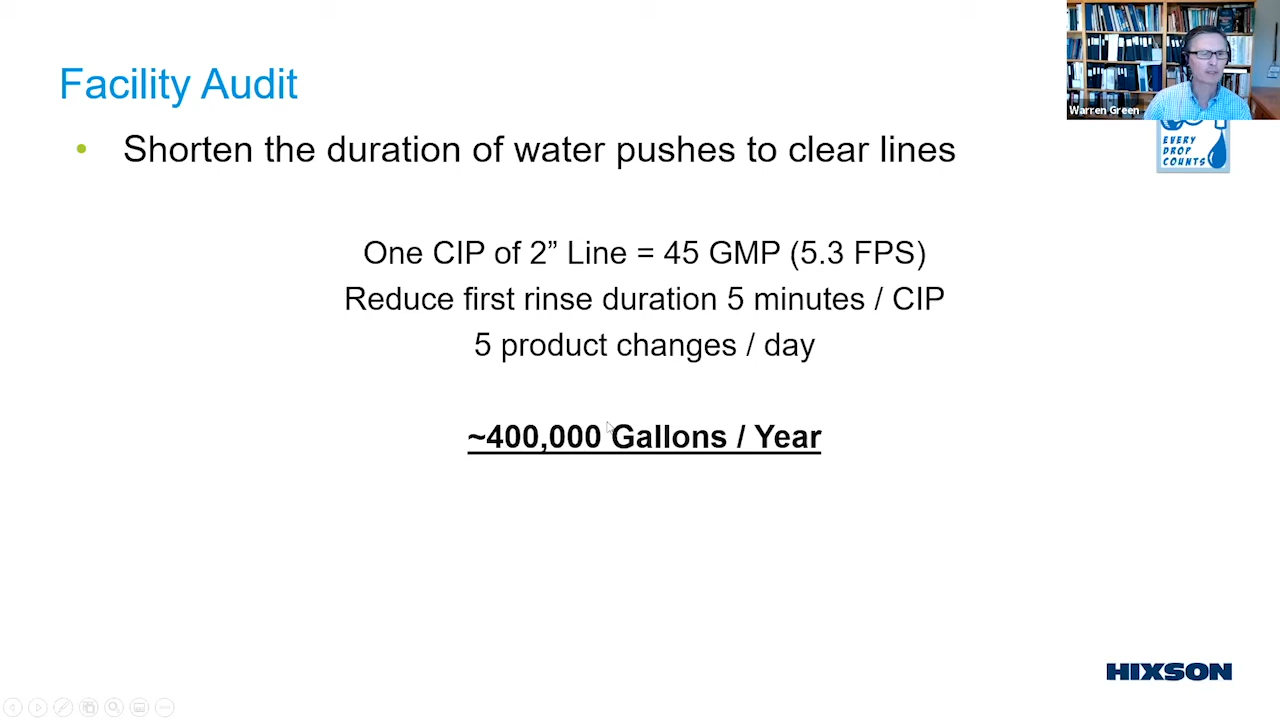 Warren Green
EVERY
DROP
COUNTS
Facility Audit
• Shorten the duration of water pushes to clear lines
One CIP of 2” Line = 45 GMP (5.3 FPS)
Reduce first rinse duration 5 minutes / CIP
5 product changes / day
~400,000 Gallons / Year
HIXSON